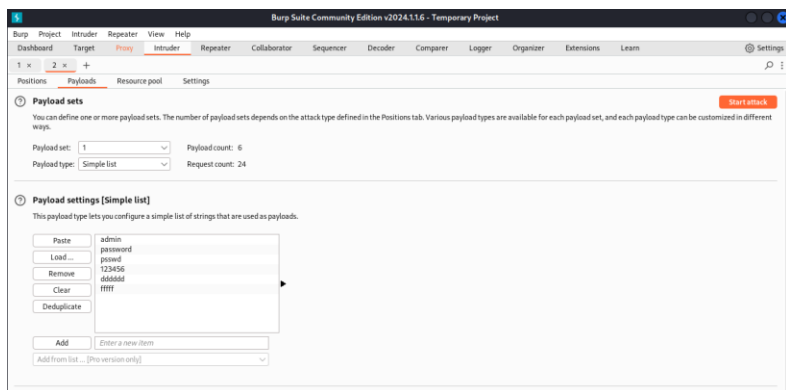 Burp Suite Community Edition v2024.1.1.6 - Temporary Project
Burp Project Intruder Repeater View Help
Dashboard Target Proxy Intruder Repeater Collaborator Sequencer Decoder Comparer Logger Organizer Extensions Learn Settings
1 × 2 × +
Positions Payloads Resource pool Settings
? Payload sets Start attack
You can define one or more payload sets. The number of payload sets depends on the attack type defined in the Positions tab. Various payload types are available for each payload set, and each payload type can be customized in different
ways.
Payload set: 1 Payload count: 6
Payload type: Simple list Request count: 24
? Payload settings [Simple list]
This payload type lets you configure a simple list of strings that are used as payloads.
Paste
Load ...
Remove
Clear
Deduplicate
admin
password
psswd
123456
dddddd
fffff
Add Enter a new item
Add from list ... [Pro version only]